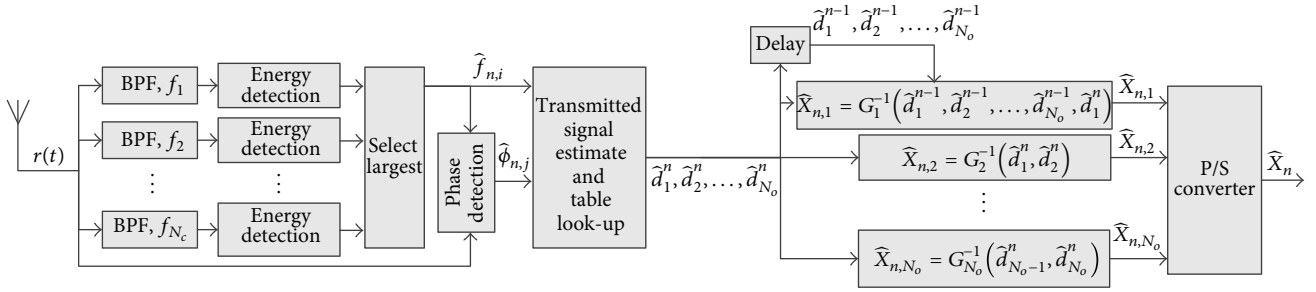 r(t)
BPF, f_1
BPF, f_2
⋮
BPF, f_{N_c}
Energy
detection
Energy
detection
⋮
Energy
detection
Select
largest
\hat{f}_{n,i}
Phase
detection
\hat{ϕ}_{n,j}
Transmitted
signal
estimate
and
table
look-up
\hat{d}_1^n, \hat{d}_2^n, ..., \hat{d}_{N_o}^n
Delay
\hat{d}_1^{n-1}, \hat{d}_2^{n-1}, ..., \hat{d}_{N_o}^{n-1}
\hat{X}_{n,1} = G_1^{-1}(\hat{d}_1^{n-1}, \hat{d}_2^{n-1}, ..., \hat{d}_{N_o}^{n-1}, \hat{d}_1^n)
\hat{X}_{n,2} = G_2^{-1}(\hat{d}_1^n, \hat{d}_2^n)
⋮
\hat{X}_{n,N_o} = G_{N_o}^{-1}(\hat{d}_{N_o-1}^n, \hat{d}_{N_o}^n)
\hat{X}_{n,1}
\hat{X}_{n,2}
\hat{X}_{n,N_o}
P/S
converter
\hat{X}_n